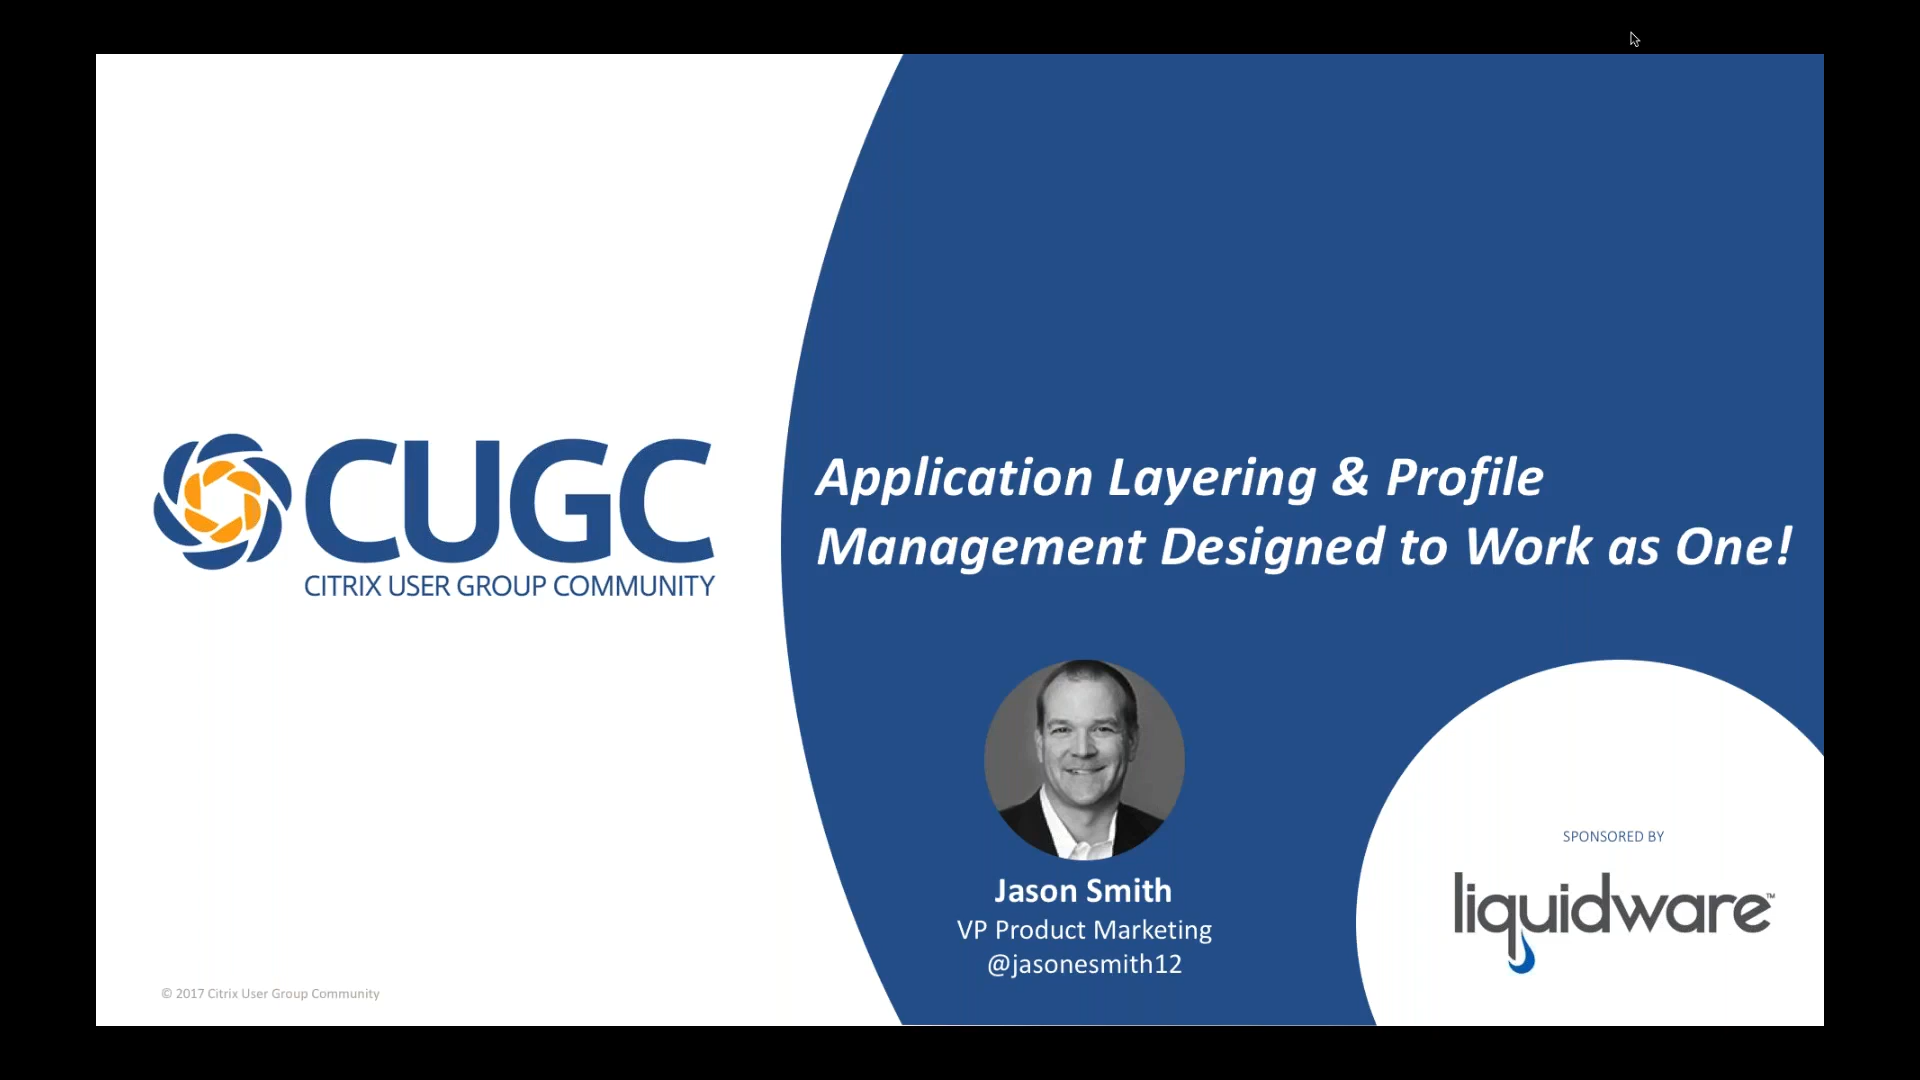 CUGC
CITRIX USER GROUP COMMUNITY
Application Layering & Profile
Management Designed to Work as One!
Jason Smith
VP Product Marketing
@jasonesmith12
SPONSORED BY
liquidware™
© 2017 Citrix User Group Community